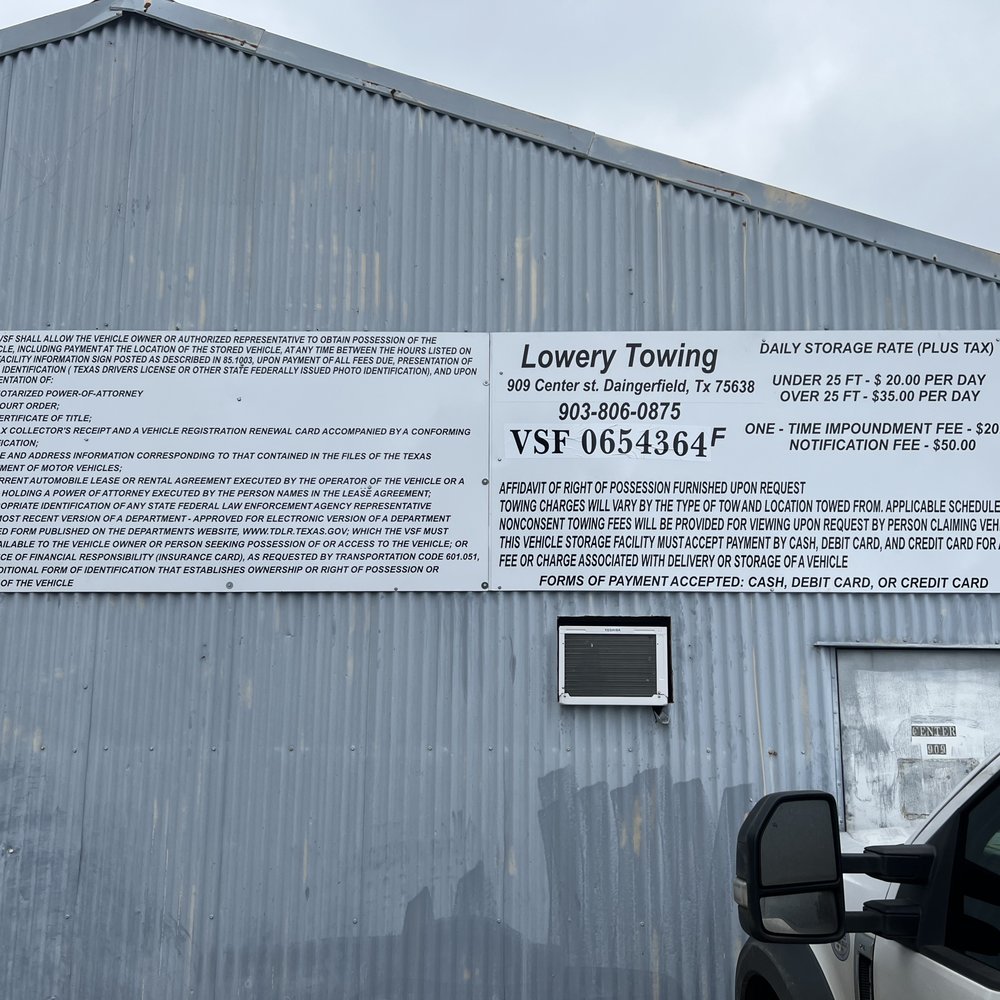 VSF SHALL ALLOW THE VEHICLE OWNER OR AUTHORIZED REPRESENTATIVE TO OBTAIN POSSESSION OF THE
CLE, INCLUDING PAYMENT AT THE LOCATION OF THE STORED VEHICLE, AT ANY TIME BETWEEN THE HOURS LISTED ON
FACILITY INFORMATION SIGN POSTED AS DESCRIBED IN 85.1003, UPON PAYMENT OF ALL FEES DUE, PRESENTATION OF
IDENTIFICATION ( TEXAS DRIVERS LICENSE OR OTHER STATE FEDERALLY ISSUED PHOTO IDENTIFICATION), AND UPON
ENTATION OF:
OTARIZED POWER-OF-ATTORNEY
OURT ORDER;
ERTIFICATE OF TITLE;
X COLLECTOR'S RECEIPT AND A VEHICLE REGISTRATION RENEWAL CARD ACCOMPANIED BY A CONFORMING
FICATION;
E AND ADDRESS INFORMATION CORRESPONDING TO THAT CONTAINED IN THE FILES OF THE TEXAS
MENT OF MOTOR VEHICLES;
RRENT AUTOMOBILE LEASE OR RENTAL AGREEMENT EXECUTED BY THE OPERATOR OF THE VEHICLE OR A
HOLDING A POWER OF ATTORNEY EXECUTED BY THE PERSON NAMES IN THE LEASE AGREEMENT;
OPRIATE IDENTIFICATION OF ANY STATE FEDERAL LAW ENFORCEMENT AGENCY REPRESENTATIVE
MOST RECENT VERSION OF A DEPARTMENT - APPROVED FOR ELECTRONIC VERSION OF A DEPARTMENT
ED FORM PUBLISHED ON THE DEPARTMENTS WEBSITE, WWW.TDLR.TEXAS.GOV; WHICH THE VSF MUST
AILABLE TO THE VEHICLE OWNER OR PERSON SEEKING POSSESSION OF OR ACCESS TO THE VEHICLE; OR
CE OF FINANCIAL RESPONSIBILITY (INSURANCE CARD), AS REQUESTED BY TRANSPORTATION CODE 601.051,
DITIONAL FORM OF IDENTIFICATION THAT ESTABLISHES OWNERSHIP OR RIGHT OF POSSESSION OR
OF THE VEHICLE
Lowery Towing
909 Center st. Daingerfield, Tx 75638
903-806-0875
VSF 0654364F
DAILY STORAGE RATE (PLUS TAX)
UNDER 25 FT - $ 20.00 PER DAY
OVER 25 FT - $35.00 PER DAY
ONE - TIME IMPOUNDMENT FEE - $20
NOTIFICATION FEE - $50.00
AFFIDAVIT OF RIGHT OF POSSESSION FURNISHED UPON REQUEST
TOWING CHARGES WILL VARY BY THE TYPE OF TOW AND LOCATION TOWED FROM. APPLICABLE SCHEDULE
NONCONSENT TOWING FEES WILL BE PROVIDED FOR VIEWING UPON REQUEST BY PERSON CLAIMING VEH
THIS VEHICLE STORAGE FACILITY MUST ACCEPT PAYMENT BY CASH, DEBIT CARD, AND CREDIT CARD FOR
FEE OR CHARGE ASSOCIATED WITH DELIVERY OR STORAGE OF A VEHICLE
FORMS OF PAYMENT ACCEPTED: CASH, DEBIT CARD, OR CREDIT CARD
TOSHIBA
CENTER
909